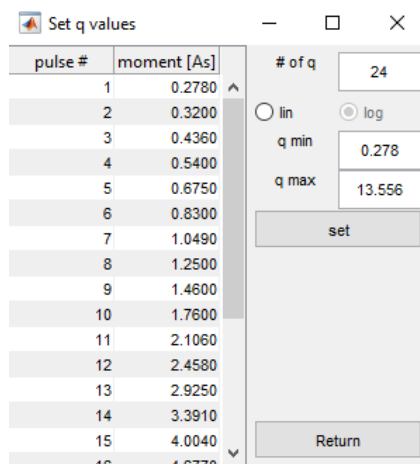 Set q values
pulse # moment [As]
1 0.2780
2 0.3200
3 0.4360
4 0.5400
5 0.6750
6 0.8300
7 1.0490
8 1.2500
9 1.4600
10 1.7600
11 2.1060
12 2.4580
13 2.9250
14 3.3910
15 4.0040
# of q 24
lin log
q min 0.278
q max 13.556
set
Return